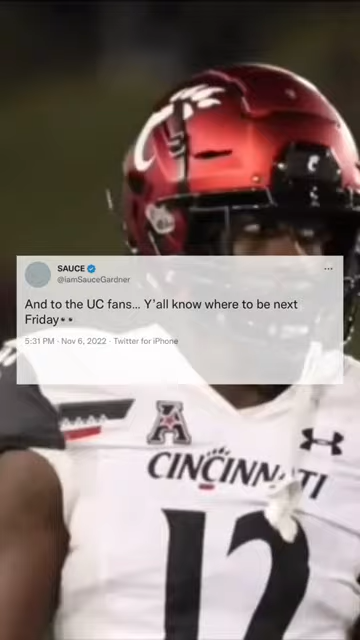 SAUCE
@iamSauceGardner
And to the UC fans... Y'all know where to be next
Friday👀
5:31 PM · Nov 6, 2022 · Twitter for iPhone
A
CINCINNATI
12